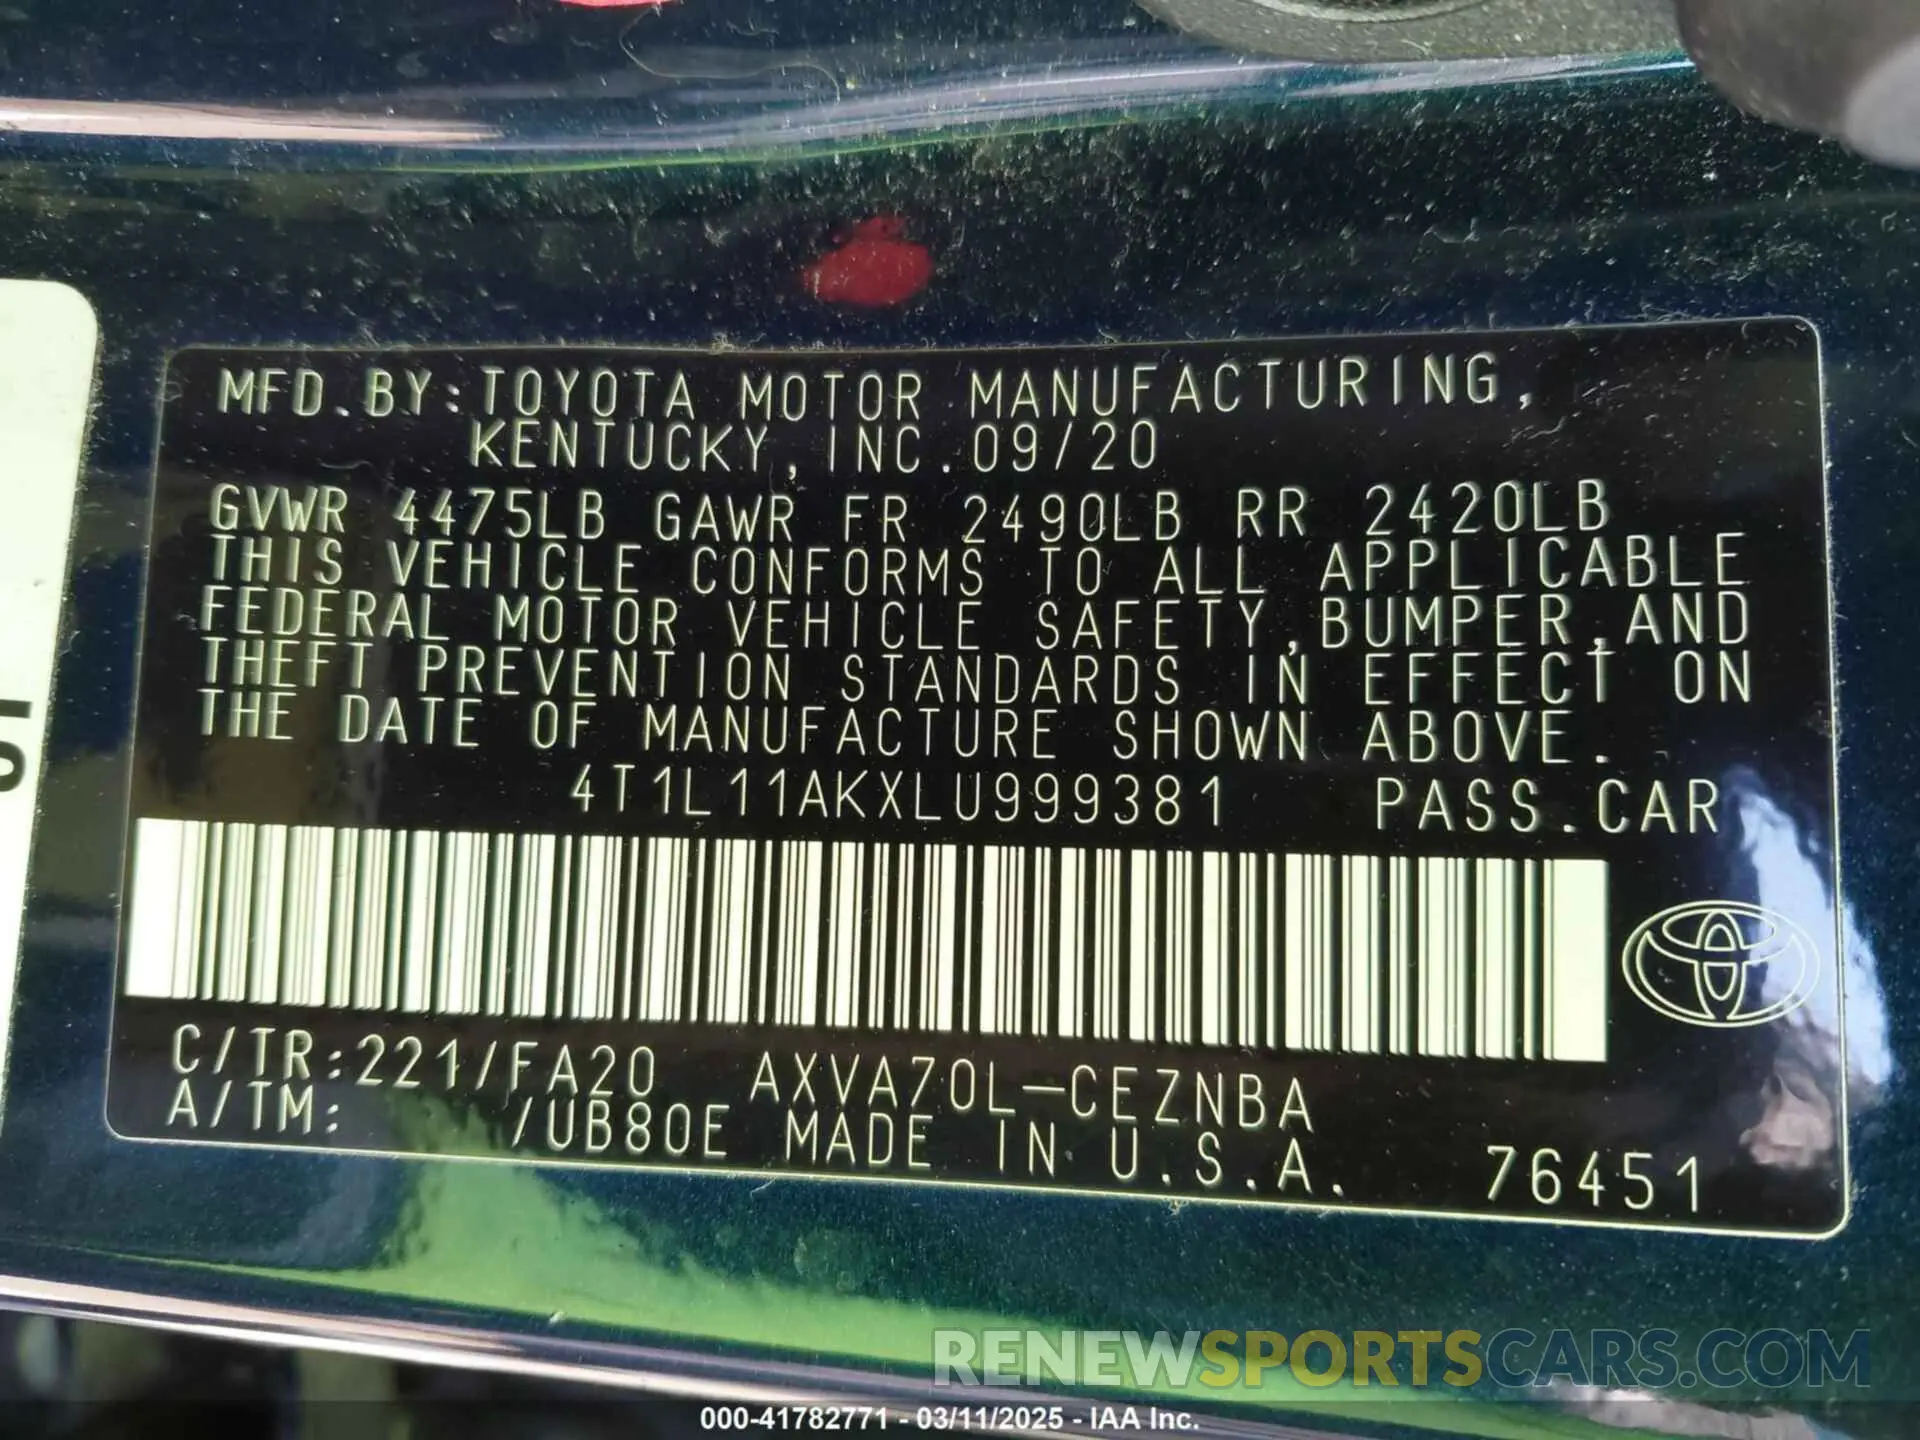 MFD.BY:TOYOTA MOTOR MANUFACTURING,
KENTUCKY, INC.09/20
GVWR 4475LB GAWR FR 2490LB RR 2420LB
THIS VEHICLE CONFORMS TO ALL APPLICABLE
FEDERAL MOTOR VEHICLE SAFETY,BUMPER,AND
THEFT PREVENTION STANDARDS IN EFFECT ON
THE DATE OF MANUFACTURE SHOWN ABOVE.
4T1L11AKXLU999381 PASS.CAR
C/TR:221/FA20 AXVA70L-CEZNBA
A/TM: /UB80E MADE IN U.S.A. 76451
RENEWSPORTSCARS.COM
000-41782771 - 03/11/2025 - IAA Inc.